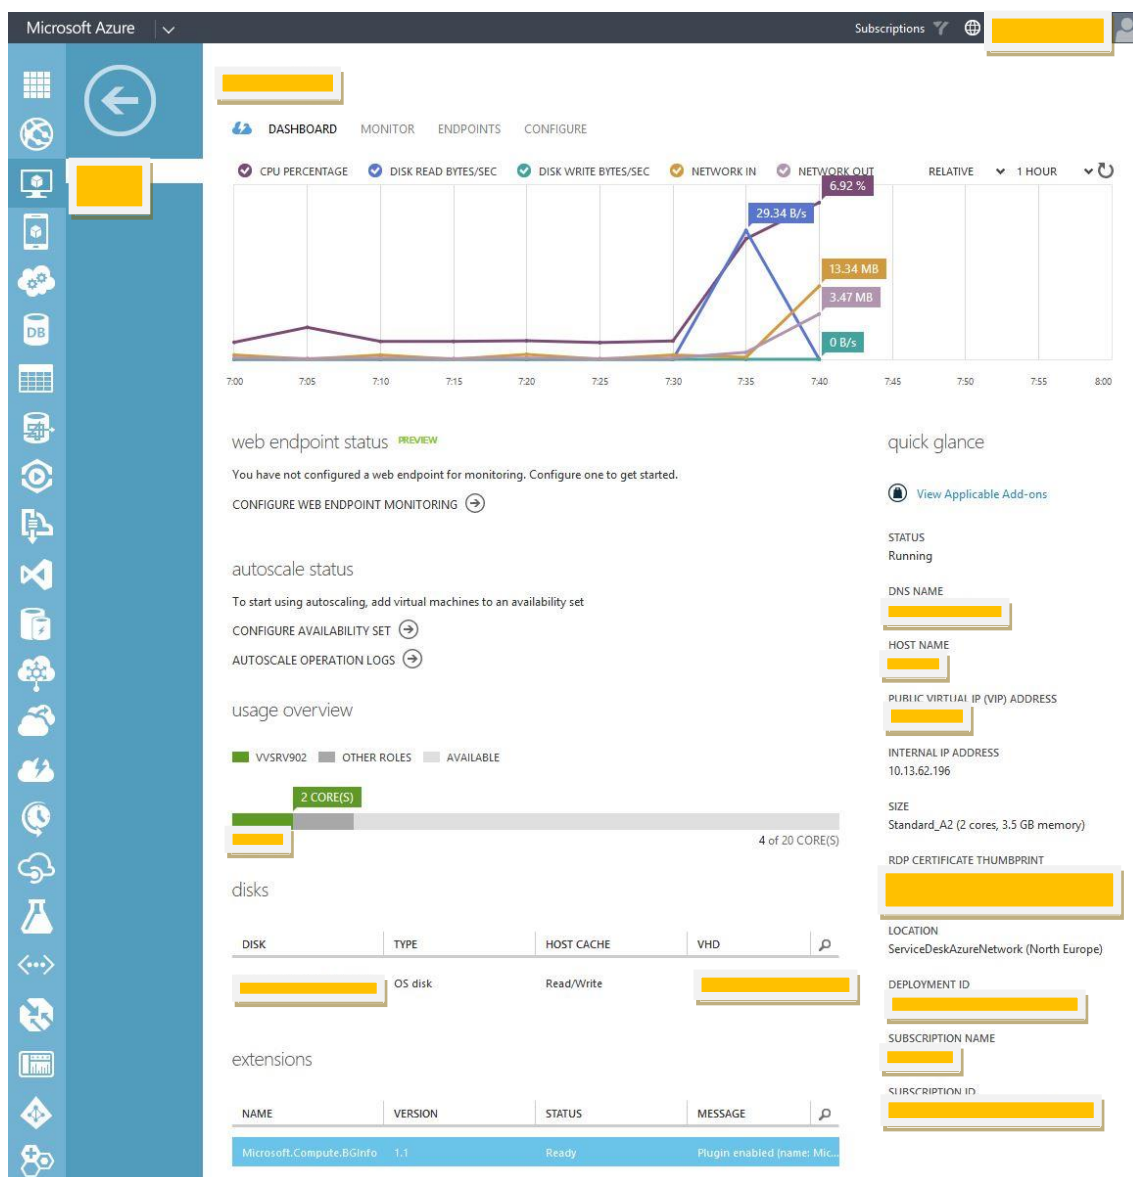 Microsoft Azure
Subscriptions
DASHBOARD MONITOR ENDPOINTS CONFIGURE
CPU PERCENTAGE DISK READ BYTES/SEC DISK WRITE BYTES/SEC NETWORK IN NETWORK OUT RELATIVE 1 HOUR
6.92 %
29.34 B/s
13.34 MB
3.47 MB
0 B/s
7:00 7:05 7:10 7:15 7:20 7:25 7:30 7:35 7:40 7:45 7:50 7:55 8:00
DB
web endpoint status PREVIEW
You have not configured a web endpoint for monitoring. Configure one to get started.
CONFIGURE WEB ENDPOINT MONITORING
autoscale status
To start using autoscaling, add virtual machines to an availability set
CONFIGURE AVAILABILITY SET
AUTOSCALE OPERATION LOGS
usage overview
VVSRV902 OTHER ROLES AVAILABLE
2 CORE(S)
4 of 20 CORE(S)
disks
DISK TYPE HOST CACHE VHD
OS disk Read/Write
extensions
NAME VERSION STATUS MESSAGE
Microsoft.Compute.BGInfo 1.1 Ready Plugin enabled (name: Mic...
quick glance
View Applicable Add-ons
STATUS
Running
DNS NAME
HOST NAME
PUBLIC VIRTUAL IP (VIP) ADDRESS
INTERNAL IP ADDRESS
10.13.62.196
SIZE
Standard_A2 (2 cores, 3.5 GB memory)
RDP CERTIFICATE THUMBPRINT
LOCATION
ServiceDeskAzureNetwork (North Europe)
DEPLOYMENT ID
SUBSCRIPTION NAME
SUBSCRIPTION ID